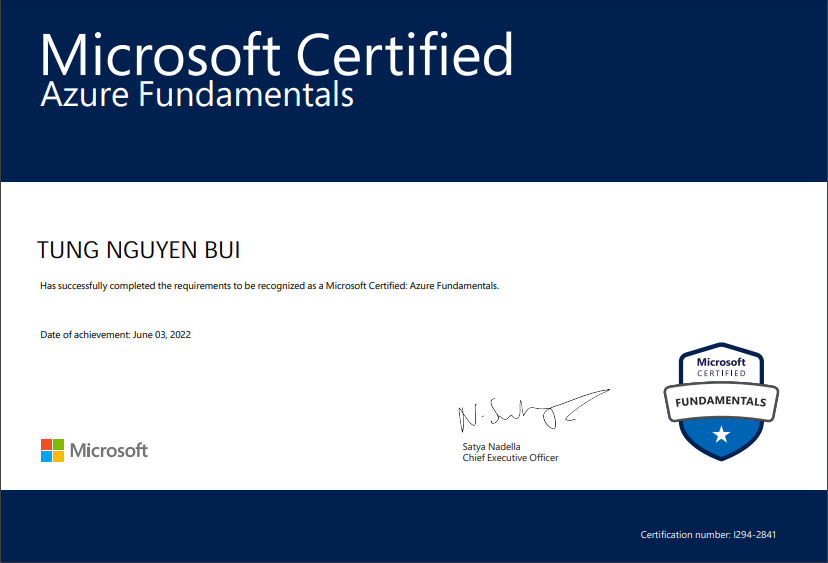 Microsoft Certified
Azure Fundamentals
TUNG NGUYEN BUI
Has successfully completed the requirements to be recognized as a Microsoft Certified: Azure Fundamentals.
Date of achievement: June 03, 2022
Microsoft
CERTIFIED
FUNDAMENTALS
N. Satya
Satya Nadella
Chief Executive Officer
Microsoft
Certification number: I294-2841